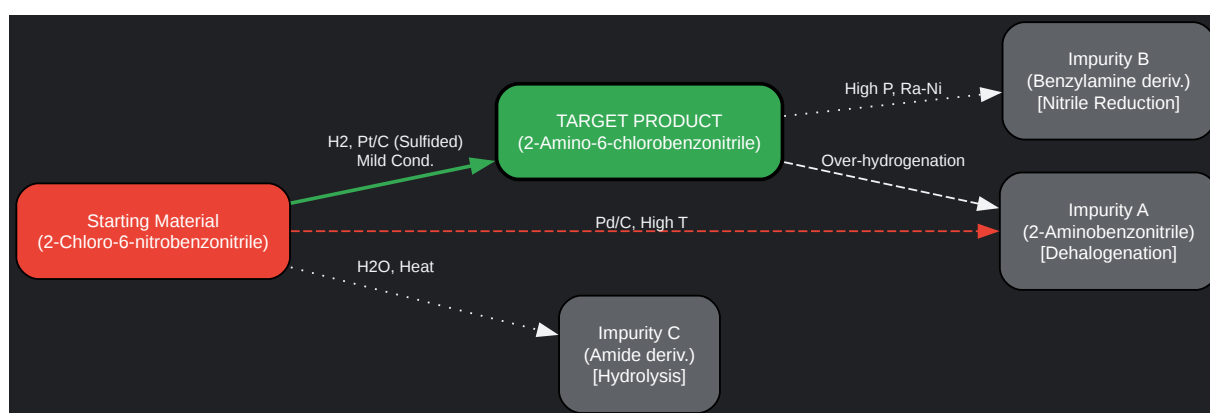 Impurity B
(Benzylamine deriv.)
[Nitrile Reduction]
High P, Ra-Ni
TARGET PRODUCT
(2-Amino-6-chlorobenzonitrile)
H2, Pt/C (Sulfided)
Mild Cond.
Over-hydrogenation
Starting Material
(2-Chloro-6-nitrobenzonitrile)
Pd/C, High T
Impurity A
(2-Aminobenzonitrile)
[Dehalogenation]
H2O, Heat
Impurity C
(Amide deriv.)
[Hydrolysis]